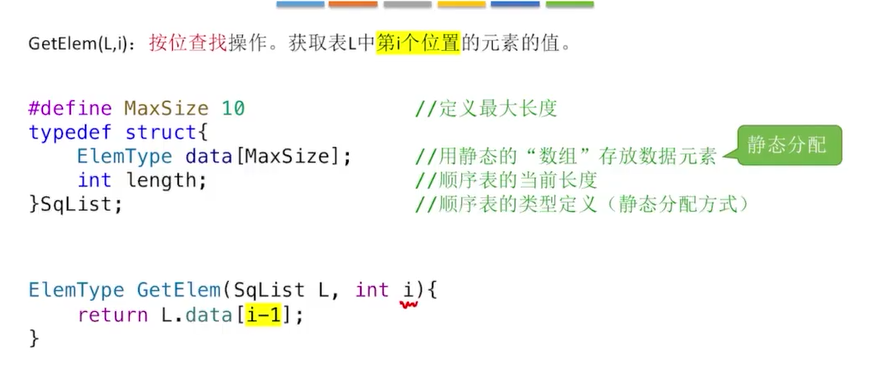 GetElem(L,i)：按位查找操作。获取表L中第i个位置的元素的值。
#define MaxSize 10 //定义最大长度
typedef struct{
ElemType data[MaxSize]; //用静态的“数组”存放数据元素 静态分配
int length; //顺序表的当前长度
}SqList; //顺序表的类型定义（静态分配方式）
ElemType GetElem(SqList L, int i){
return L.data[i-1];
}